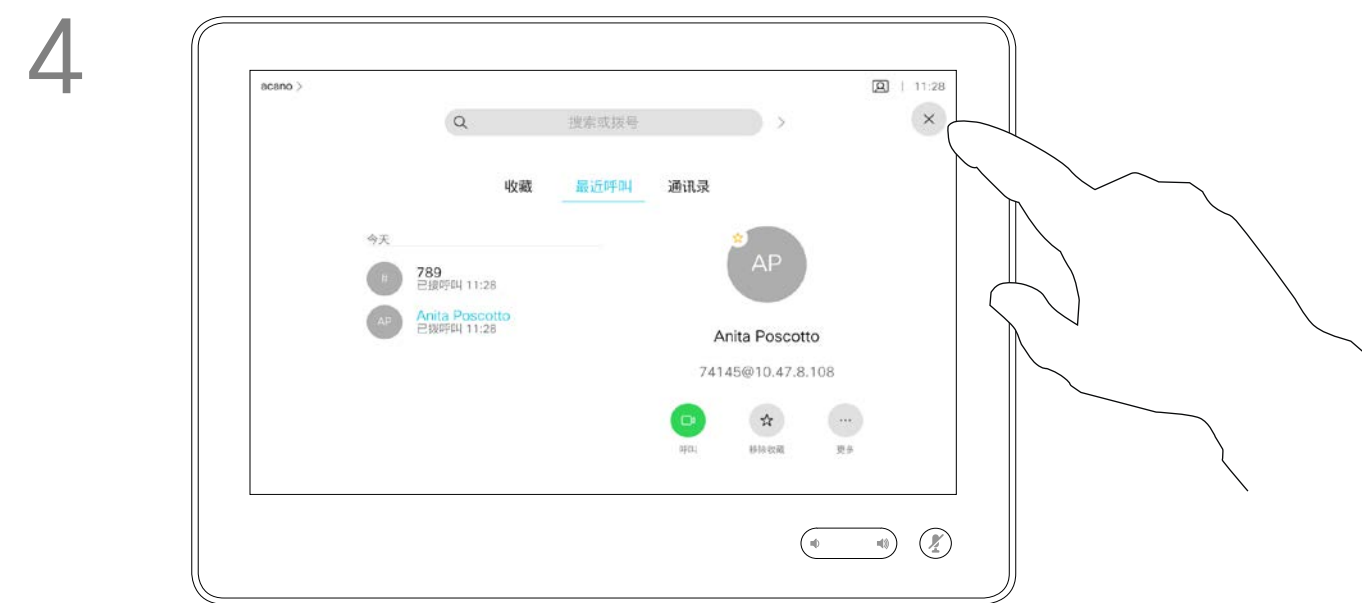 4
acano >
11:28
搜索或拨号
收藏 最近呼叫 通讯录
今天
789
已接呼叫 11:28
AP
Anita Poscotto
已拨呼叫 11:28
AP
Anita Poscotto
74145@10.47.8.108
呼叫 移除收藏 更多